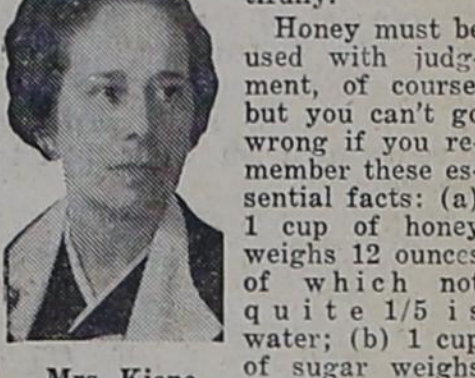 Honey must be
used with judg-
ment, of course
but you can't go
wrong if you re-
member these es-
sential facts: (a)
1 cup of honey
weighs 12 ounces
of which not
quite 1/5 is
water; (b) 1 cup
of sugar weighs
Mrs. Kiene